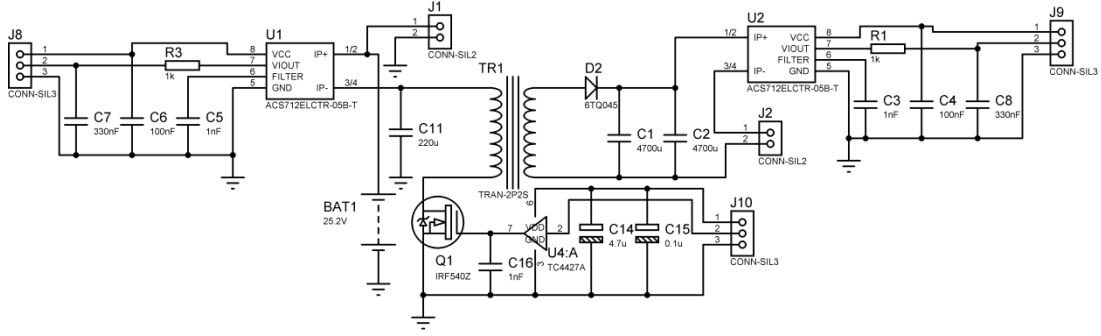 J8
1
2
3
CONN-SIL3
R3
1k
C7
330nF
C6
100nF
C5
1nF
U1
8
7
6
5
VCC
VIOUT
FILTER
GND
IP+
IP-
1/2
3/4
ACS712ELCTR-05B-T
J1
1
2
CONN-SIL2
C11
220u
TR1
TRAN-2P2S
BAT1
25.2V
Q1
IRF540Z
C16
1nF
7
6
VDD
GND
3
2
U4:A
TC4427A
C14
4.7u
C15
0.1u
J10
1
2
3
CONN-SIL3
D2
6TQ045
C1
4700u
C2
4700u
J2
1
2
CONN-SIL2
U2
1/2
3/4
IP+
IP-
VCC
VIOUT
FILTER
GND
8
7
6
5
ACS712ELCTR-05B-T
R1
1k
C3
1nF
C4
100nF
C8
330nF
J9
1
2
3
CONN-SIL3